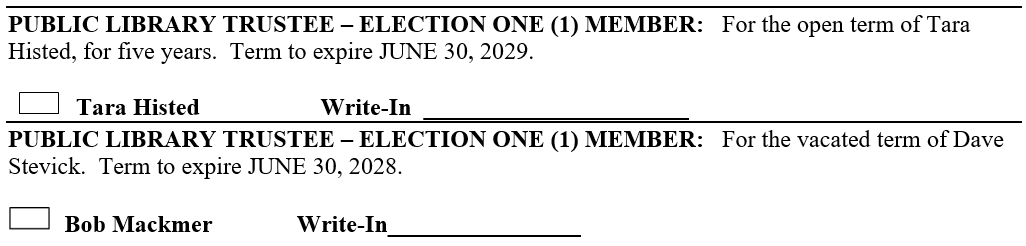 PUBLIC LIBRARY TRUSTEE – ELECTION ONE (1) MEMBER:   For the open term of Tara
Histed, for five years.  Term to expire JUNE 30, 2029.
Tara Histed Write-In ______________________
PUBLIC LIBRARY TRUSTEE – ELECTION ONE (1) MEMBER:   For the vacated term of Dave
Stevick.  Term to expire JUNE 30, 2028.
Bob Mackmer Write-In________________